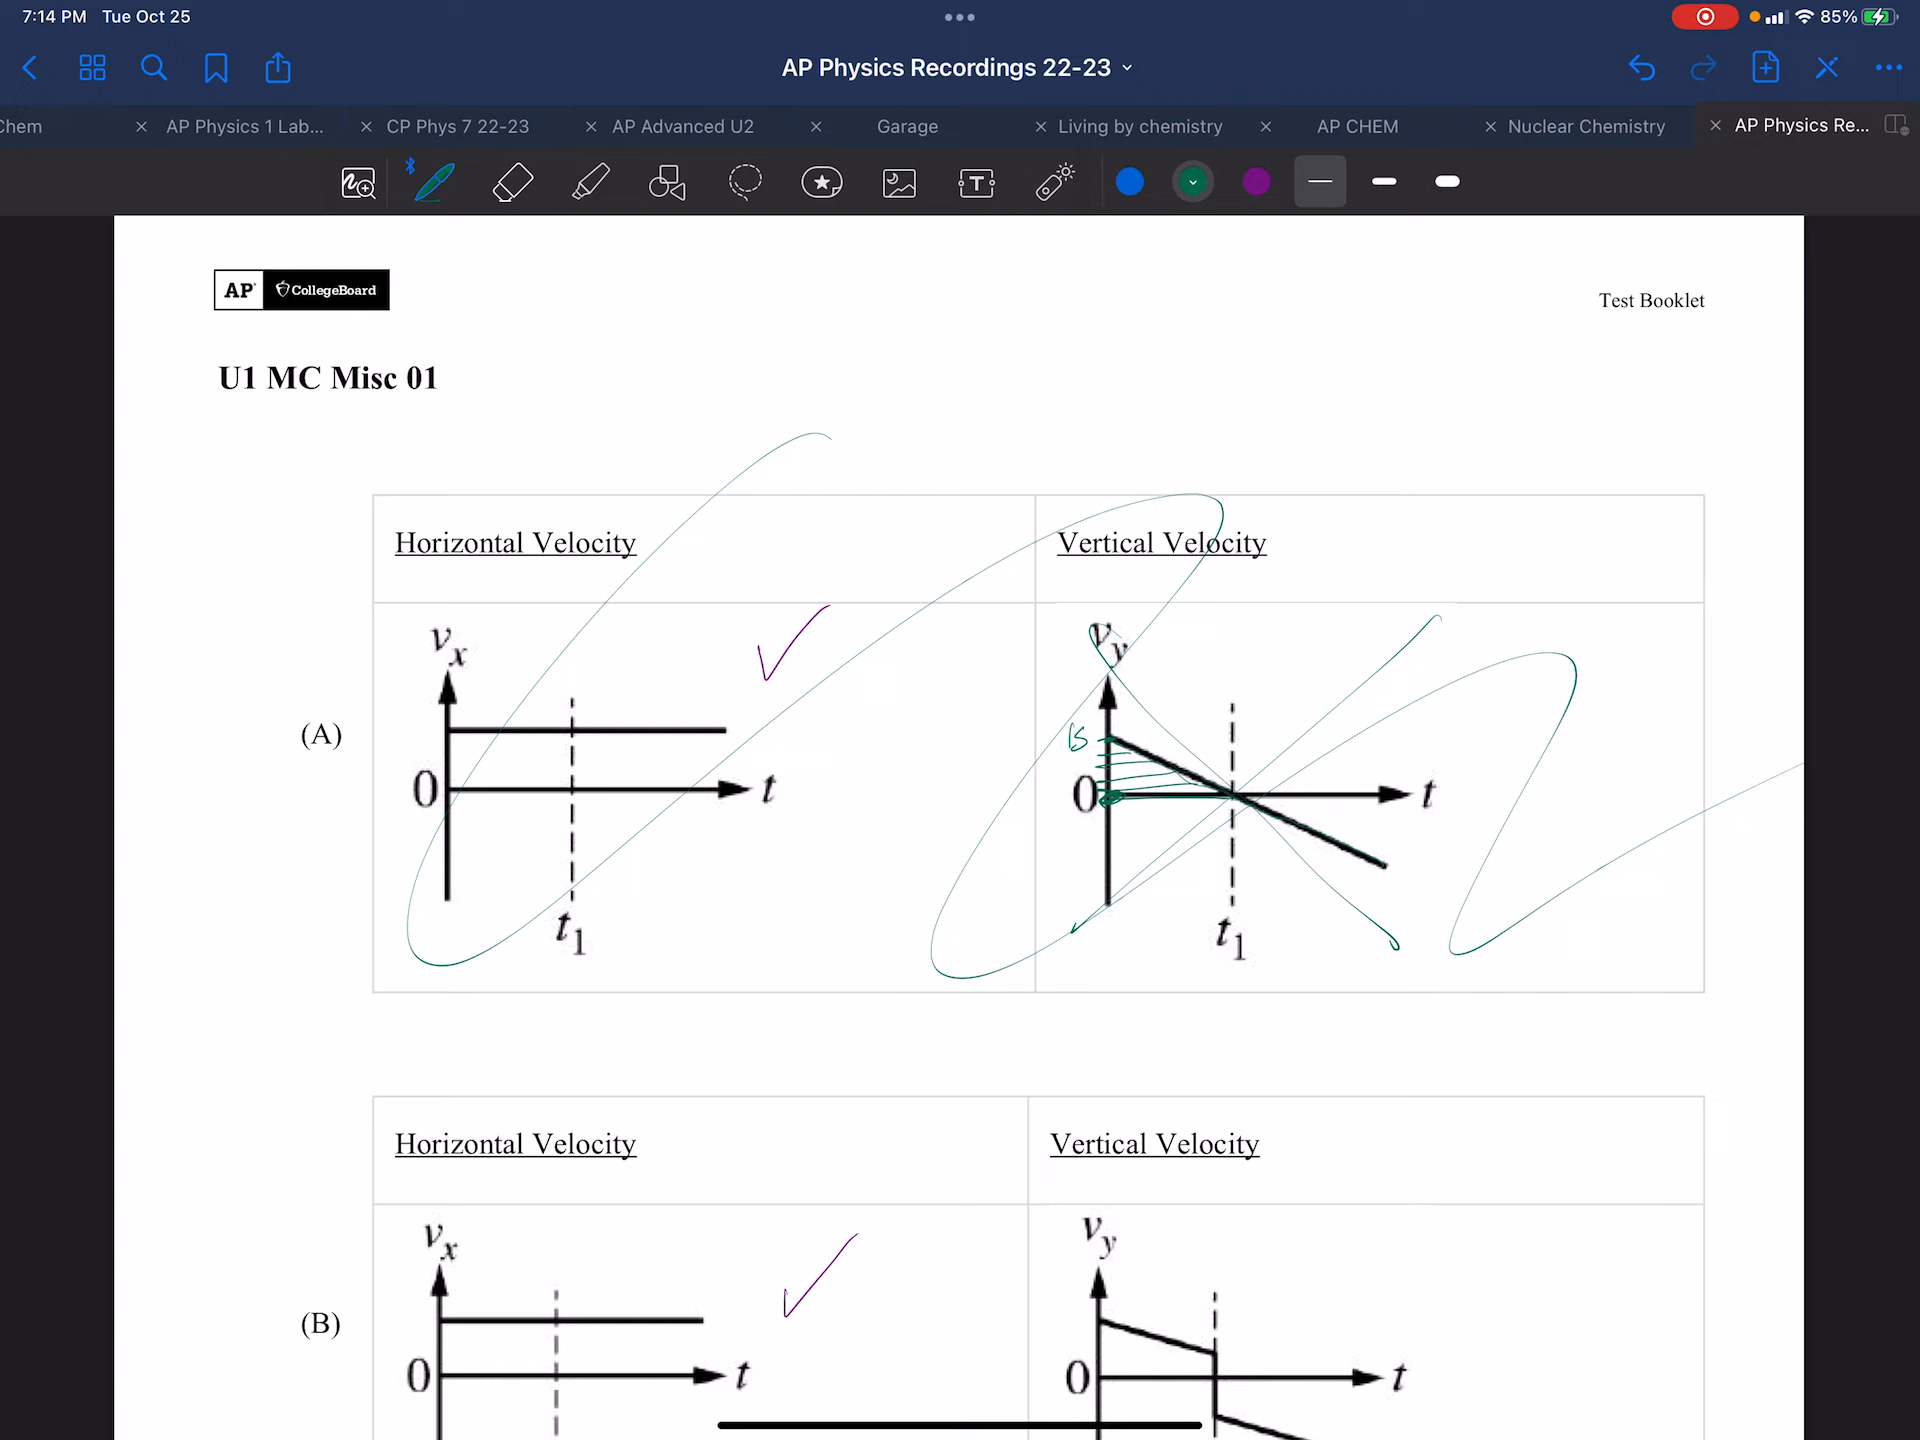 7:14 PM Tue Oct 25
85%
AP Physics Recordings 22-23
Chem
AP Physics 1 Lab...
CP Phys 7 22-23
AP Advanced U2
Garage
Living by chemistry
AP CHEM
Nuclear Chemistry
AP Physics Re...
T
AP CollegeBoard
Test Booklet
U1 MC Misc 01
Horizontal Velocity
Vertical Velocity
(A)
vx
0
t
t1
vy
15
0
t
t1
Horizontal Velocity
Vertical Velocity
(B)
vx
0
t
vy
0
t